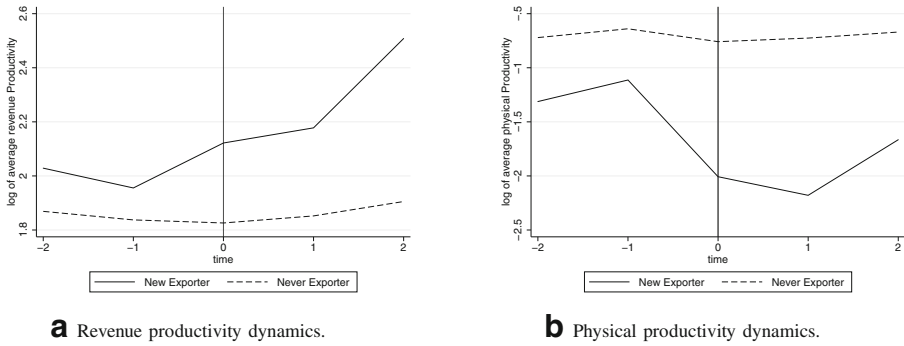 log of average revenue Productivity
2.6
2.4
2.2
2
1.8
−2
−1
0
1
2
time
New Exporter
Never Exporter
a Revenue productivity dynamics.
log of average physical Productivity
−.5
−1
−1.5
−2
−2.5
−2
−1
0
1
2
time
New Exporter
Never Exporter
b Physical productivity dynamics.